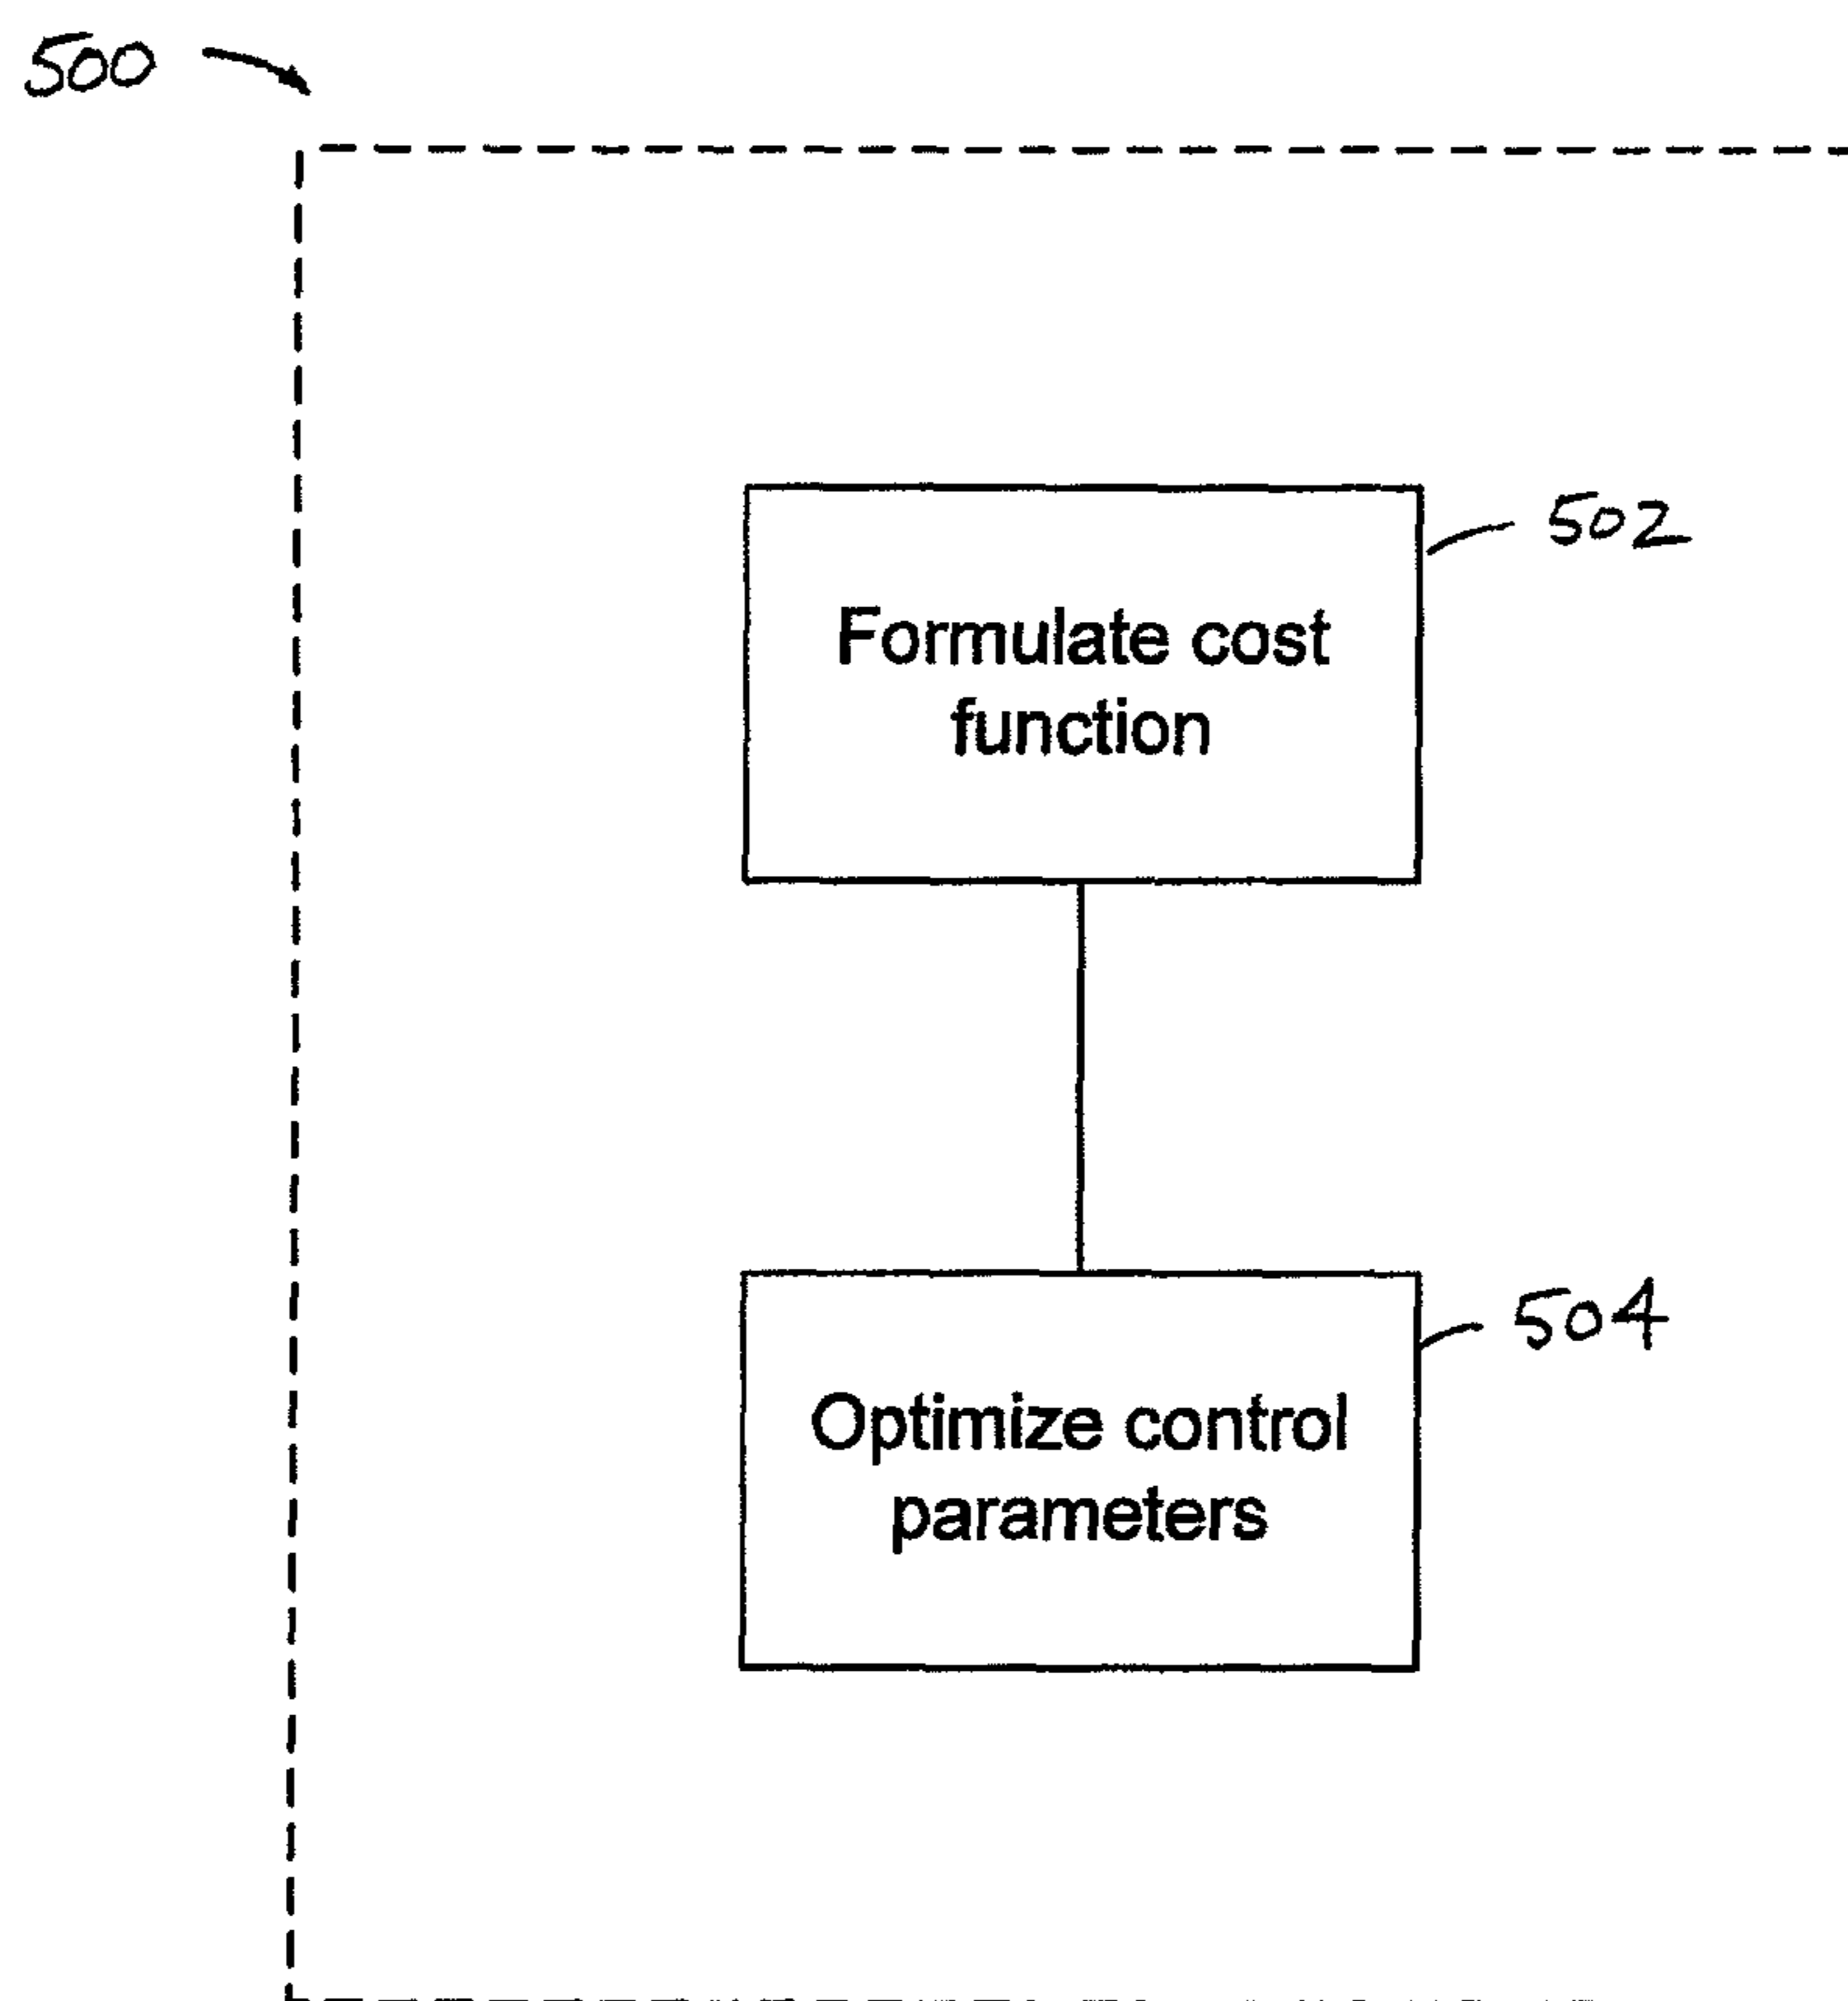 500
502
Formulate cost
function
504
Optimize control
parameters